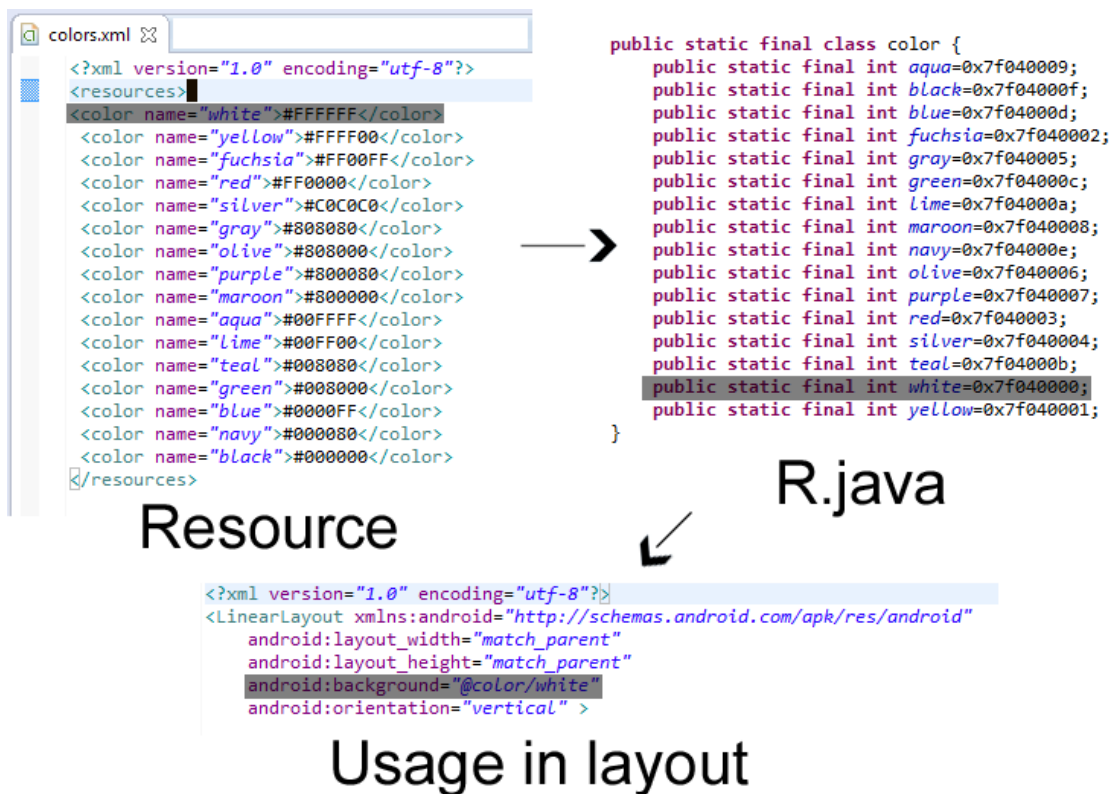 colors.xml
<?xml version="1.0" encoding="utf-8"?>
<resources>
<color name="white">#FFFFFF</color>
<color name="yellow">#FFFF00</color>
<color name="fuchsia">#FF00FF</color>
<color name="red">#FF0000</color>
<color name="silver">#C0C0C0</color>
<color name="gray">#808080</color>
<color name="olive">#808000</color>
<color name="purple">#800080</color>
<color name="maroon">#800000</color>
<color name="aqua">#00FFFF</color>
<color name="lime">#00FF00</color>
<color name="teal">#008080</color>
<color name="green">#008000</color>
<color name="blue">#0000FF</color>
<color name="navy">#000080</color>
<color name="black">#000000</color>
</resources>
Resource
public static final class color {
public static final int aqua=0x7f040009;
public static final int black=0x7f04000f;
public static final int blue=0x7f04000d;
public static final int fuchsia=0x7f040002;
public static final int gray=0x7f040005;
public static final int green=0x7f04000c;
public static final int lime=0x7f04000a;
public static final int maroon=0x7f040008;
public static final int navy=0x7f04000e;
public static final int olive=0x7f040006;
public static final int purple=0x7f040007;
public static final int red=0x7f040003;
public static final int silver=0x7f040004;
public static final int teal=0x7f04000b;
public static final int white=0x7f040000;
public static final int yellow=0x7f040001;
}
R.java
<?xml version="1.0" encoding="utf-8"?>
<LinearLayout xmlns:android="http://schemas.android.com/apk/res/android"
android:layout_width="match_parent"
android:layout_height="match_parent"
android:background="@color/white"
android:orientation="vertical" >
Usage in layout